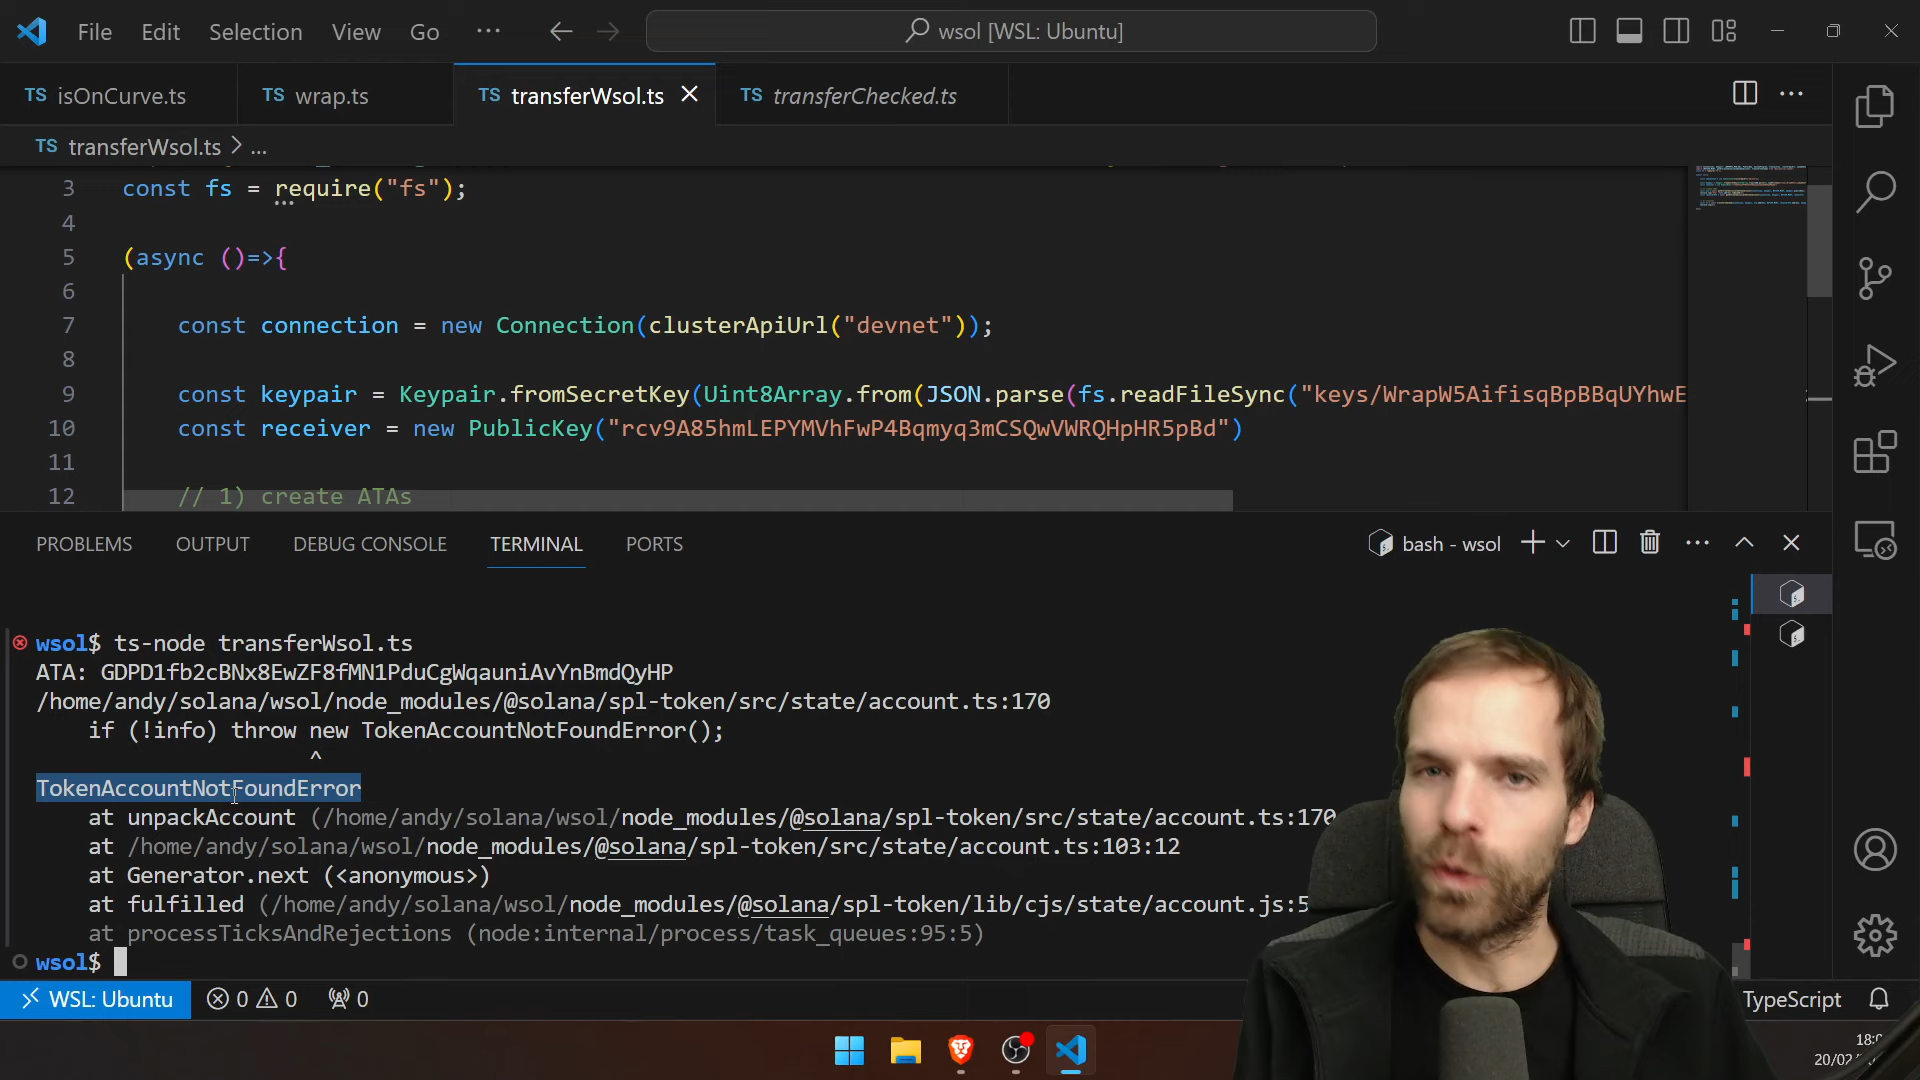 File Edit Selection View Go ... wsol [WSL: Ubuntu]
TS isOnCurve.ts TS wrap.ts TS transferWsol.ts TS transferChecked.ts
TS transferWsol.ts > ...
3 const fs = require("fs");
4
5 (async ()=>{
6
7 const connection = new Connection(clusterApiUrl("devnet"));
8
9 const keypair = Keypair.fromSecretKey(Uint8Array.from(JSON.parse(fs.readFileSync("keys/WrapW5AifisqBpBBqUYhwE
10 const receiver = new PublicKey("rcv9A85hmLEPYMVhFwP4Bqmyq3mCSQwVWRQHpHR5pBd")
11
12 // 1) create ATAs
PROBLEMS OUTPUT DEBUG CONSOLE TERMINAL PORTS bash - wsol
wsol$ ts-node transferWsol.ts
ATA: GDPD1fb2cBNx8EwZF8fMN1PduCgWqauniAvYnBmdQyHP
/home/andy/solana/wsol/node_modules/@solana/spl-token/src/state/account.ts:170
if (!info) throw new TokenAccountNotFoundError();
^
TokenAccountNotFoundError
at unpackAccount (/home/andy/solana/wsol/node_modules/@solana/spl-token/src/state/account.ts:170
at /home/andy/solana/wsol/node_modules/@solana/spl-token/src/state/account.ts:103:12
at Generator.next (<anonymous>)
at fulfilled (/home/andy/solana/wsol/node_modules/@solana/spl-token/lib/cjs/state/account.js:5
at processTicksAndRejections (node:internal/process/task_queues:95:5)
wsol$
WSL: Ubuntu 0 0 0 TypeScript
18:0
20/02/